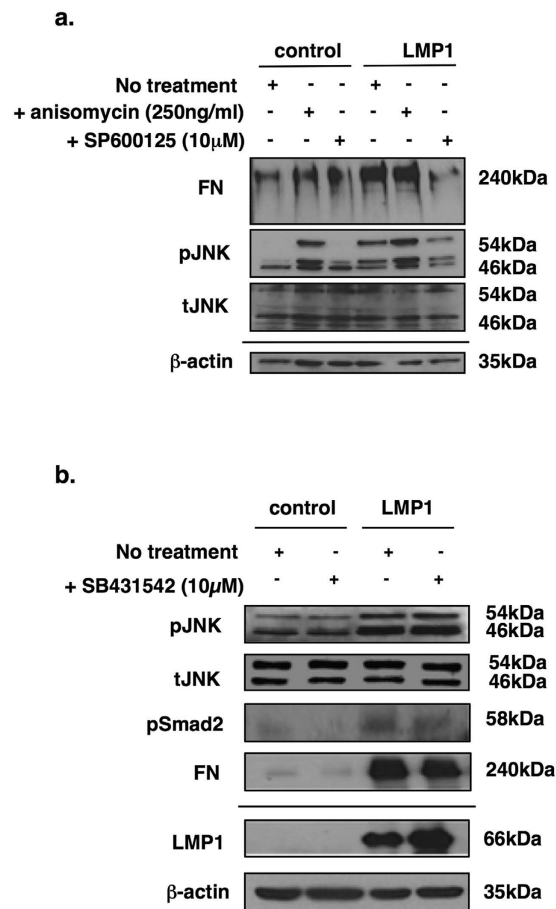 a.
control LMP1
No treatment + - - + - -
+ anisomycin (250ng/ml) - + - - + -
+ SP600125 (10μM) - - + - - +
FN 240kDa
pJNK 54kDa
46kDa
tJNK 54kDa
46kDa
β-actin 35kDa
b.
control LMP1
No treatment + - + -
+ SB431542 (10μM) - + - +
pJNK 54kDa
46kDa
tJNK 54kDa
46kDa
pSmad2 58kDa
FN 240kDa
LMP1 66kDa
β-actin 35kDa